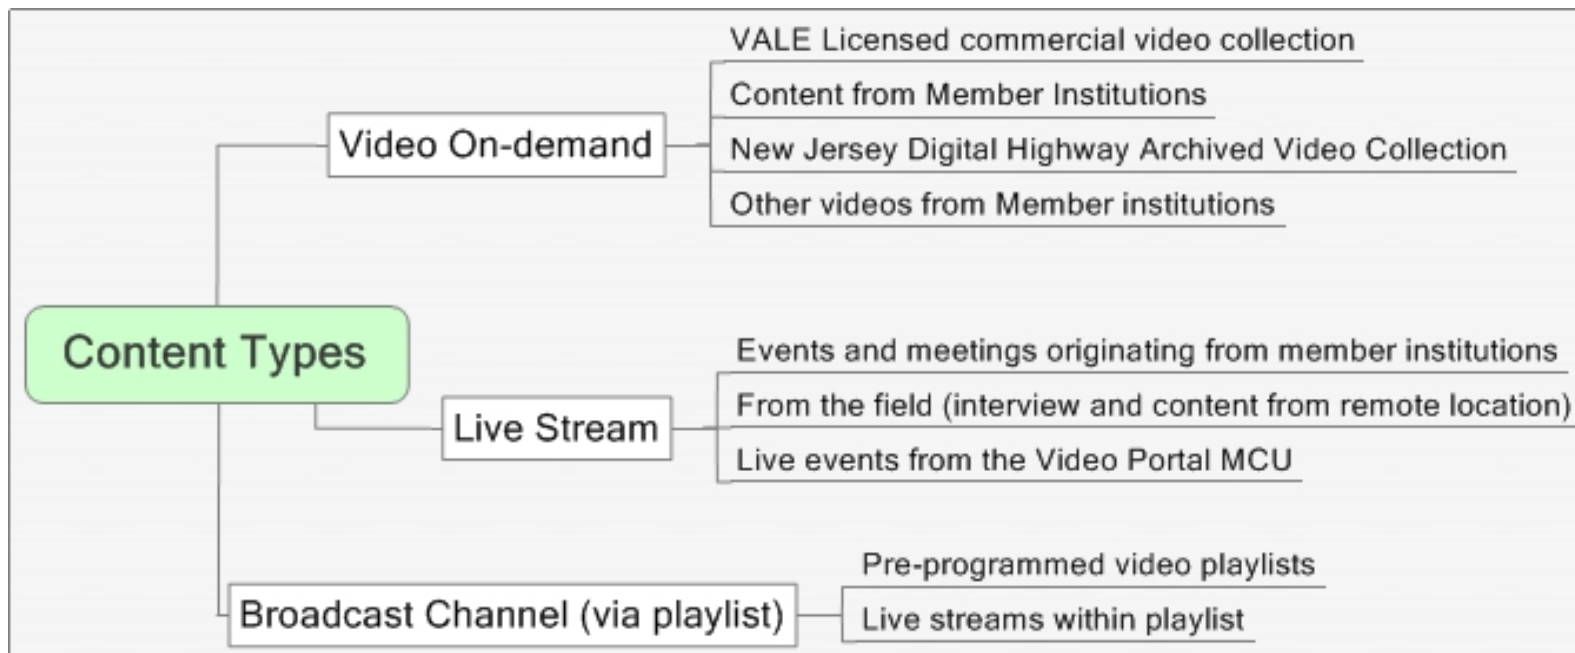 VALE Licensed commercial video collection
Content from Member Institutions
Video On-demand
New Jersey Digital Highway Archived Video Collection
Other videos from Member institutions
Content Types
Events and meetings originating from member institutions
From the field (interview and content from remote location)
Live Stream
Live events from the Video Portal MCU
Pre-programmed video playlists
Broadcast Channel (via playlist)
Live streams within playlist